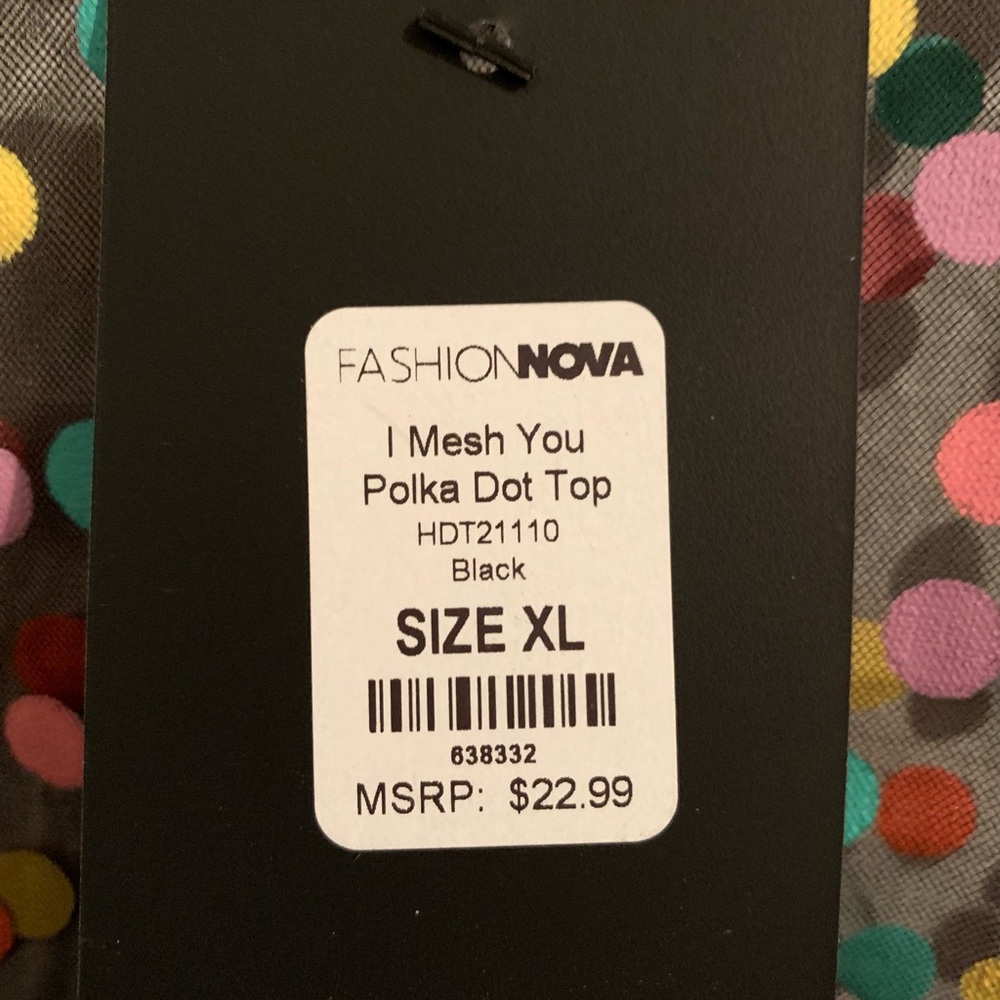 FASHIONNOVA
I Mesh You
Polka Dot Top
HDT21110
Black
SIZE XL
638332
MSRP: $22.99